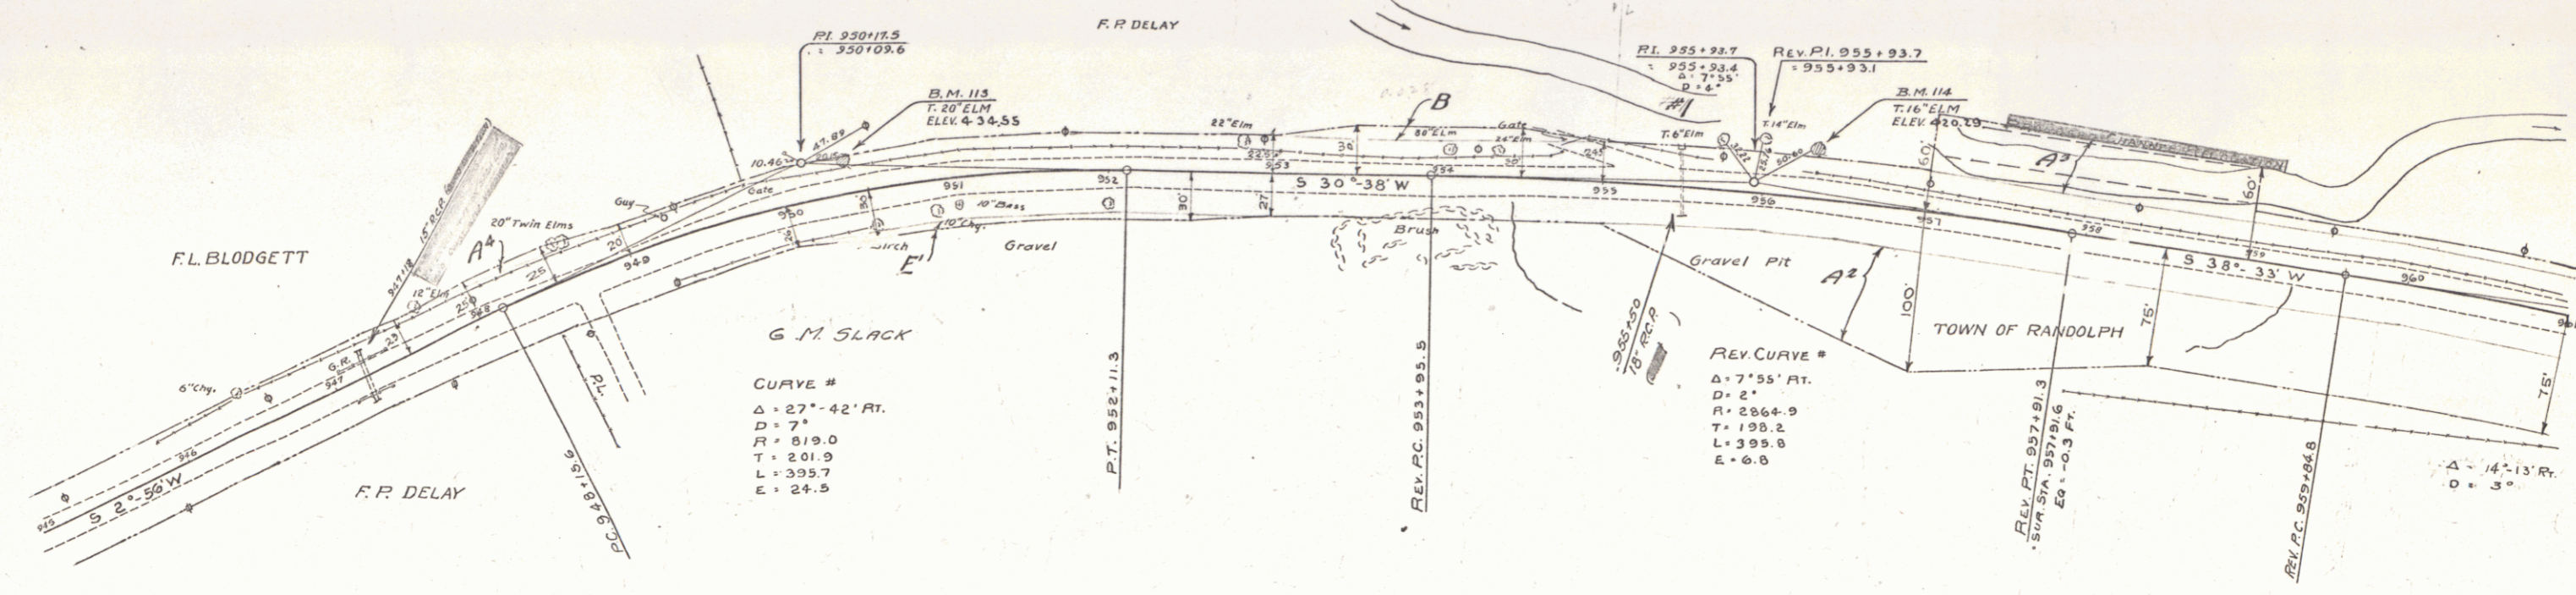 F. P. DELAY
P.I. 950+17.5
= 950+09.6
B.M. 113
T. 20" ELM
ELEV. 434.55
47.89
10.46
P.I. 955+93.7
= 955+93.4
Δ = 7°55'
D = 4°
#1
REV. P.I. 955+93.7
= 955+93.1
B.M. 114
T. 16" ELM
ELEV. 420.29
T. 6" Elm
T. 14" Elm
22" Elm
B
30'
Gate
24" Elm
A³
60'
60'
F.L. BLODGETT
15" R.C.P.
947+18
A⁴
20" Twin Elms
Guy
Gate
20
25
25'
23'
12" Elm
6" Chy.
G.R.
945
946
947
948
949
950
951
952
953
954
955
956
957
958
959
960
S 2°-56' W
S 30°-38' W
S 38°-33' W
30'
30'
27'
10" Bass
10" Chy.
E'
Gravel
Brush
Gravel Pit
A²
100'
75'
75'
TOWN OF RANDOLPH
P.L.
F. P. DELAY
P.C. 948+15.6
G. M. SLACK
CURVE #
Δ = 27°-42' RT.
D = 7°
R = 819.0
T = 201.9
L = 395.7
E = 24.5
P.T. 952+11.3
REV. P.C. 953+95.5
955+50
18" R.C.P.
REV. CURVE #
Δ = 7°55' RT.
D = 2°
R = 2864.9
T = 198.2
L = 395.8
E = 6.8
REV. P.T. 957+91.3
= SUR. STA. 957+91.6
EQ = -0.3 FT.
REV. P.C. 959+84.8
Δ = 14°-13' RT.
D = 3°